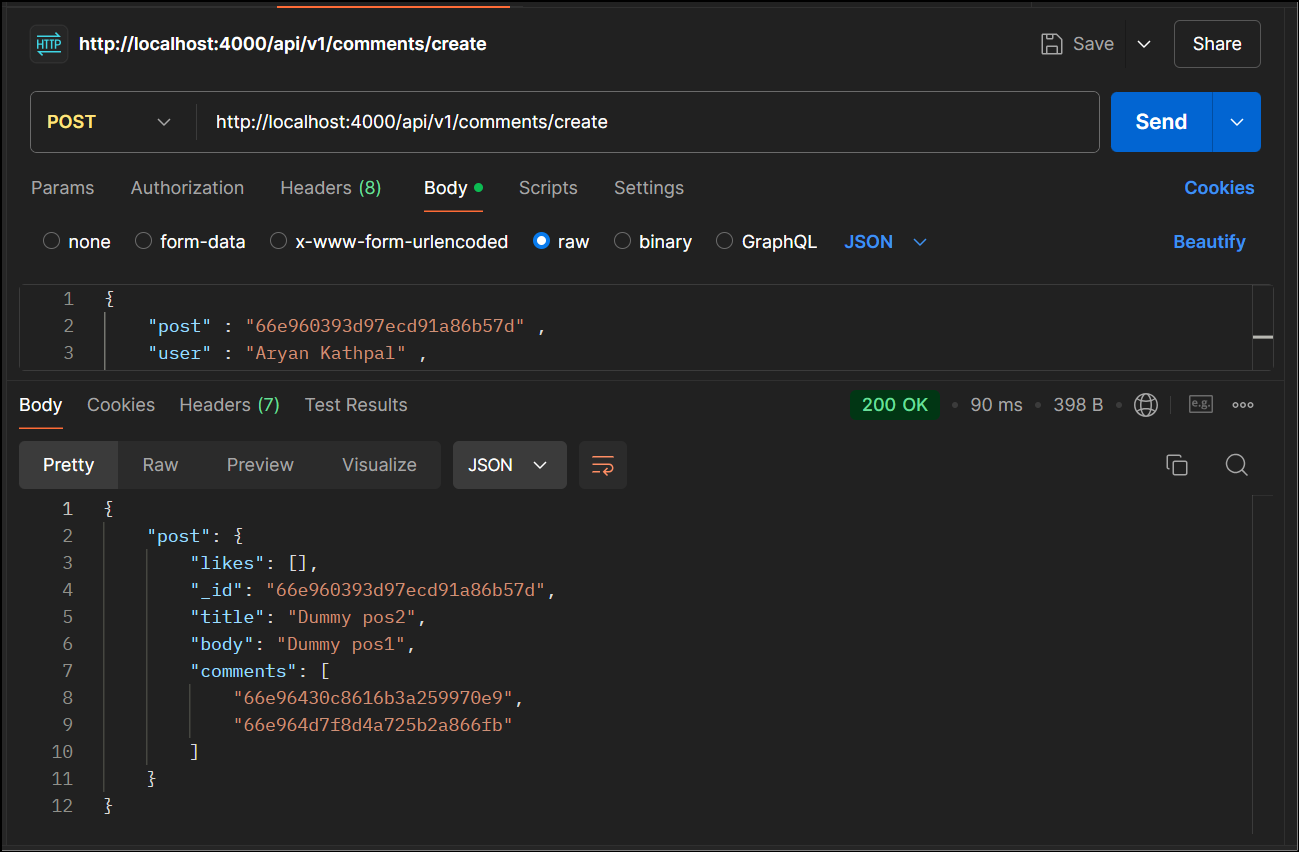 HTTP http://localhost:4000/api/v1/comments/create Save Share
POST http://localhost:4000/api/v1/comments/create Send
Params Authorization Headers (8) Body Scripts Settings Cookies
none form-data x-www-form-urlencoded raw binary GraphQL JSON Beautify
1 {
2 "post" : "66e960393d97ecd91a86b57d" ,
3 "user" : "Aryan Kathpal" ,
Body Cookies Headers (7) Test Results 200 OK • 90 ms • 398 B • e.g.
Pretty Raw Preview Visualize JSON
1 {
2 "post": {
3 "likes": [],
4 "_id": "66e960393d97ecd91a86b57d",
5 "title": "Dummy pos2",
6 "body": "Dummy pos1",
7 "comments": [
8 "66e96430c8616b3a259970e9",
9 "66e964d7f8d4a725b2a866fb"
10 ]
11 }
12 }